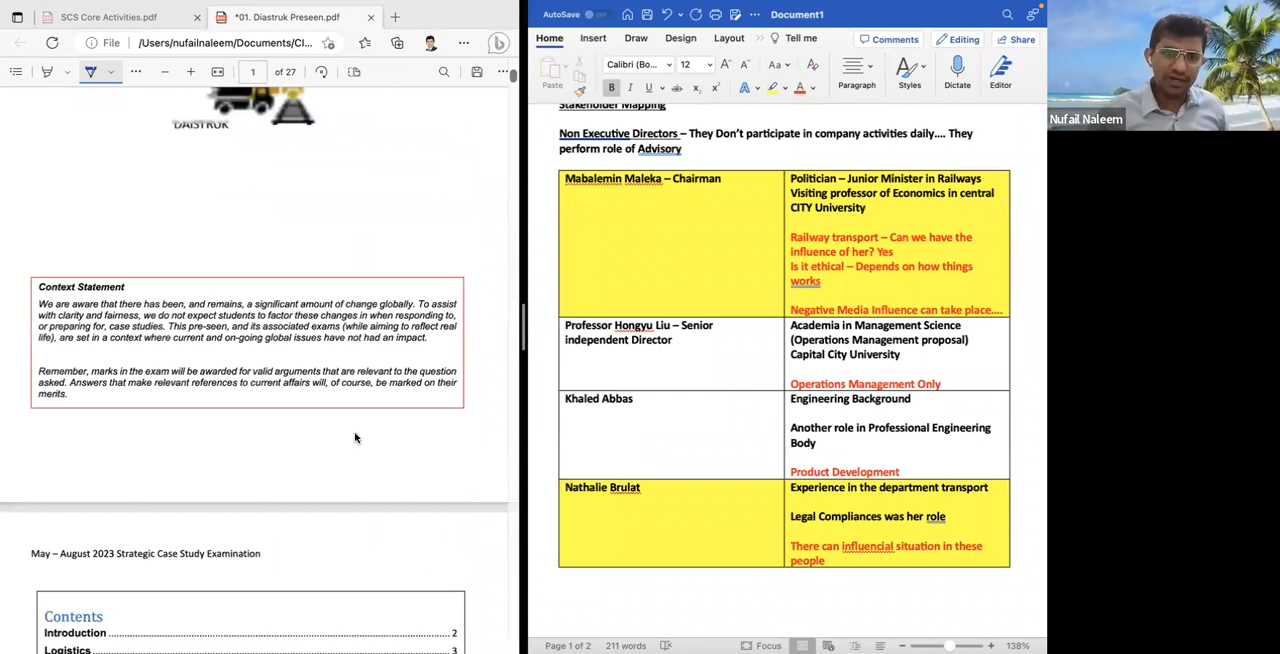 SCS Core Activities.pdf
*01. Diastruk Preseen.pdf
File
/Users/nufailnaleem/Documents/CI...
1
of 27
DAISTRUK
Context Statement
We are aware that there has been, and remains, a significant amount of change globally. To assist
with clarity and fairness, we do not expect students to factor these changes in when responding to,
or preparing for, case studies. This pre-seen, and its associated exams (while aiming to reflect real
life), are set in a context where current and on-going global issues have not had an impact.
Remember, marks in the exam will be awarded for valid arguments that are relevant to the question
asked. Answers that make relevant references to current affairs will, of course, be marked on their
merits.
May – August 2023 Strategic Case Study Examination
Contents
Introduction 2
Logistics 3
AutoSave OFF
Document1
Home
Insert
Draw
Design
Layout
Tell me
Comments
Editing
Share
Paste
Calibri (Bo...
12
Paragraph
Styles
Dictate
Editor
Stakeholder Mapping
Non Executive Directors – They Don't participate in company activities daily.... They
perform role of Advisory
Mabalemin Maleka – Chairman
Politician – Junior Minister in Railways
Visiting professor of Economics in central
CITY University
Railway transport – Can we have the
influence of her? Yes
Is it ethical – Depends on how things
works
Negative Media Influence can take place....
Professor Hongyu Liu – Senior
independent Director
Academia in Management Science
(Operations Management proposal)
Capital City University
Operations Management Only
Khaled Abbas
Engineering Background
Another role in Professional Engineering
Body
Product Development
Nathalie Brulat
Experience in the department transport
Legal Compliances was her role
There can influencial situation in these
people
Page 1 of 2
211 words
Focus
138%
Nufail Naleem